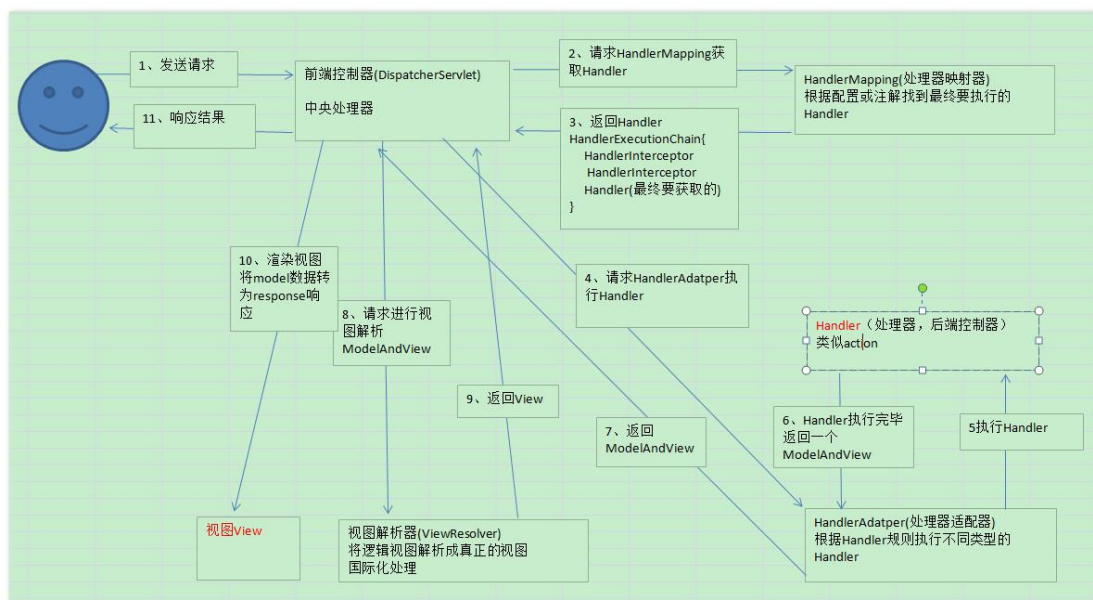 1、发送请求
11、响应结果
前端控制器(DispatcherServlet)
中央处理器
2、请求HandlerMapping获
取Handler
HandlerMapping(处理器映射器)
根据配置或注解找到最终要执行的
Handler
3、返回Handler
HandlerExecutionChain{
HandlerInterceptor
HandlerInterceptor
Handler(最终要获取的)
}
10、渲染视图
将model数据转
为response响
应
8、请求进行视
图解析
ModelAndView
4、请求HandlerAdatper执
行Handler
Handler（处理器，后端控制器）
类似action
9、返回View
7、返回
ModelAndView
6、Handler执行完毕
返回一个
ModelAndView
5执行Handler
视图View
视图解析器(ViewResolver)
将逻辑视图解析成真正的视图
国际化处理
HandlerAdatper(处理器适配器)
根据Handler规则执行不同类型的
Handler